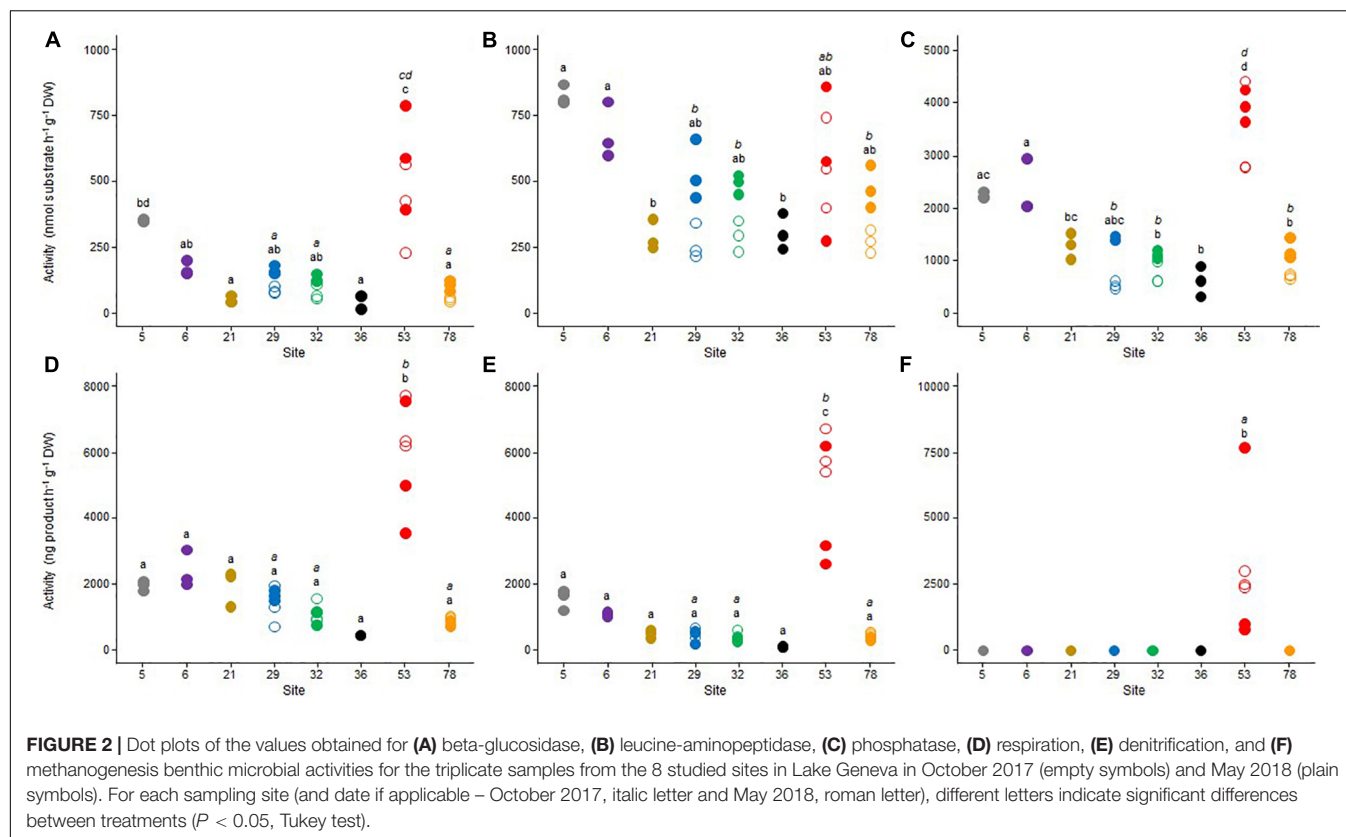 A
1000
750
500
250
0
Activity (nmol substrate h⁻¹ g⁻¹ DW)
bd
ab
a
a
ab
a
ab
a
cd
c
a
a
5 6 21 29 32 36 53 78
Site
B
1000
750
500
250
0
a
a
b
b
ab
b
ab
b
ab
ab
b
ab
5 6 21 29 32 36 53 78
Site
C
5000
4000
3000
2000
1000
0
ac
a
bc
b
abc
b
b
b
d
d
b
b
5 6 21 29 32 36 53 78
Site
D
8000
6000
4000
2000
0
Activity (ng product h⁻¹ g⁻¹ DW)
a
a
a
a
a
a
a
a
b
b
a
a
5 6 21 29 32 36 53 78
Site
E
8000
6000
4000
2000
0
a
a
a
a
a
a
a
a
b
c
a
a
5 6 21 29 32 36 53 78
Site
F
10000
7500
5000
2500
0
a
b
5 6 21 29 32 36 53 78
Site
FIGURE 2 | Dot plots of the values obtained for (A) beta-glucosidase, (B) leucine-aminopeptidase, (C) phosphatase, (D) respiration, (E) denitrification, and (F)
methanogenesis benthic microbial activities for the triplicate samples from the 8 studied sites in Lake Geneva in October 2017 (empty symbols) and May 2018 (plain
symbols). For each sampling site (and date if applicable – October 2017, italic letter and May 2018, roman letter), different letters indicate significant differences
between treatments (P < 0.05, Tukey test).